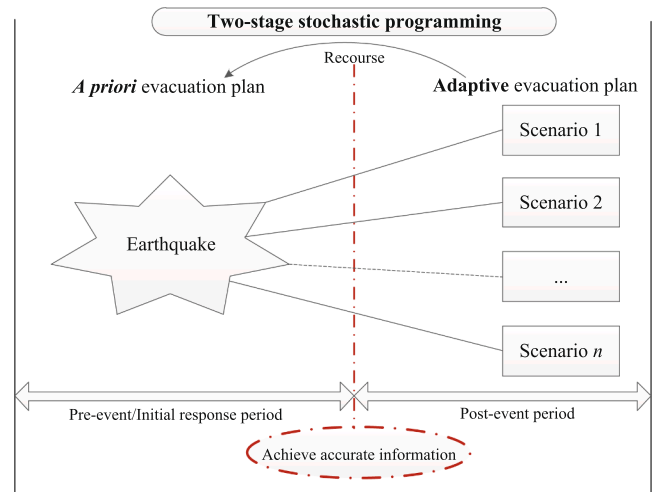 Two-stage stochastic programming
Recourse
A priori evacuation plan
Adaptive evacuation plan
Scenario 1
Scenario 2
Earthquake
...
Scenario n
Pre-event/Initial response period
Post-event period
Achieve accurate information